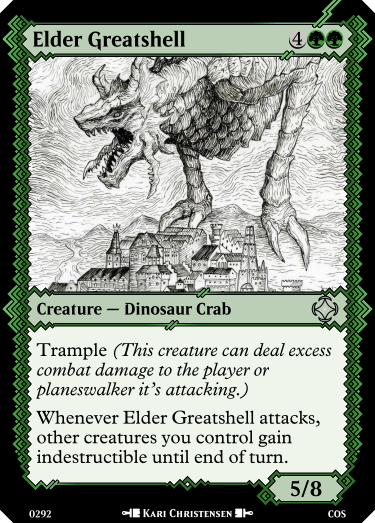 Elder Greatshell 4
Creature — Dinosaur Crab
Trample (This creature can deal excess
combat damage to the player or
planeswalker it's attacking.)
Whenever Elder Greatshell attacks,
other creatures you control gain
indestructible until end of turn.
5/8
0292 Kari Christensen COS